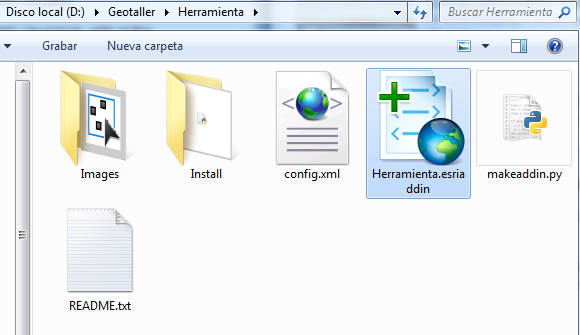 Disco local (D:) Geotaller Herramienta Buscar Herramienta
Grabar Nueva carpeta
Images
Install
config.xml
Herramienta.esria
ddin
makeaddin.py
README.txt